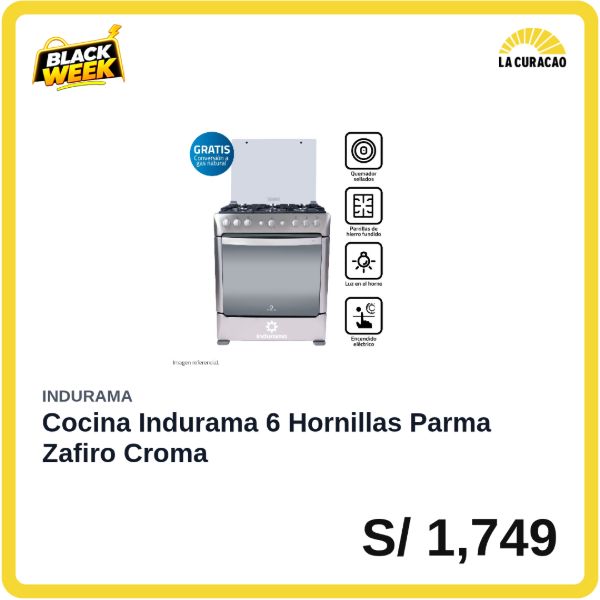 BLACK
WEEK
LA CURACAO
GRATIS
Conversión a
gas natural
Quemador
sellados
Parrillas de
hierro fundido
Luz en el horno
Encendido
eléctrico
indurama
Imagen referencial.
INDURAMA
Cocina Indurama 6 Hornillas Parma
Zafiro Croma
S/ 1,749